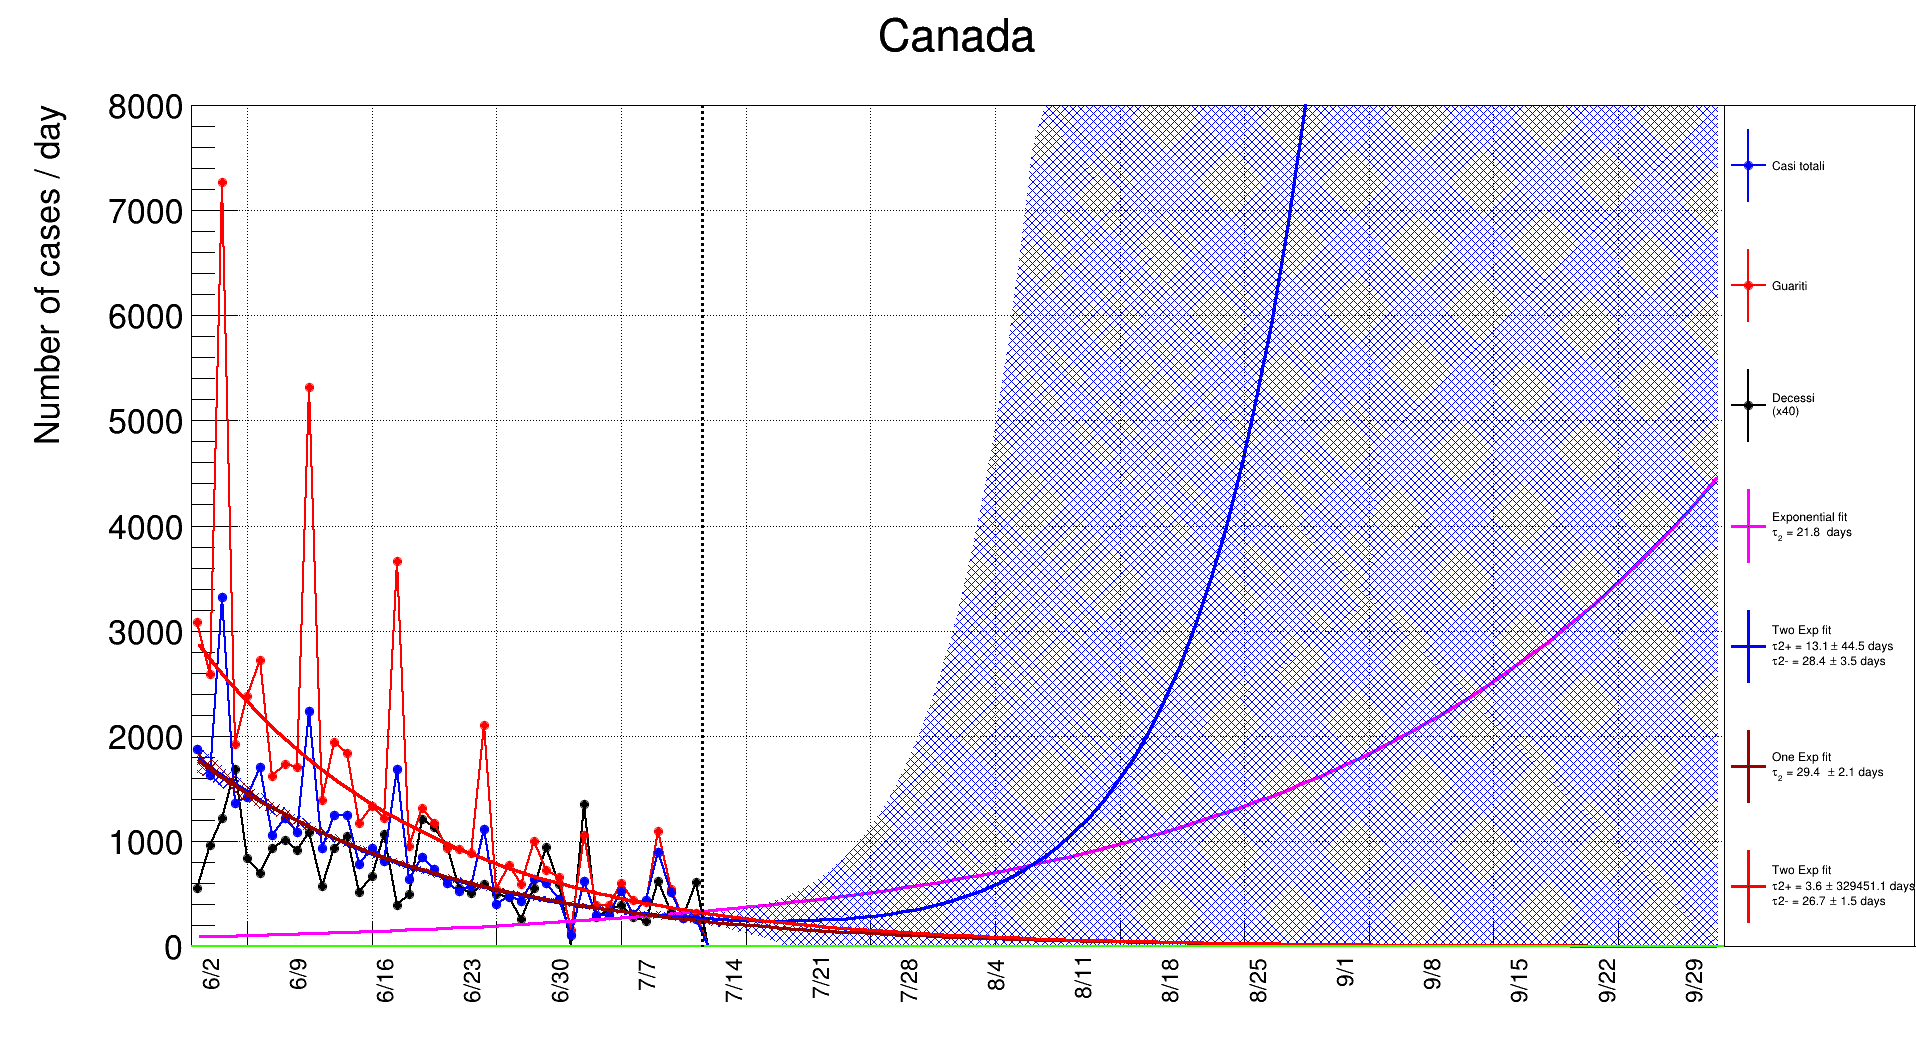 Canada
Number of cases / day
8000
7000
6000
5000
4000
3000
2000
1000
0
6/2
6/9
6/16
6/23
6/30
7/7
7/14
7/21
7/28
8/4
8/11
8/18
8/25
9/1
9/8
9/15
9/22
9/29
Casi totali
Guariti
Decessi
(x40)
Exponential fit
τ₂ = 21.8 days
Two Exp fit
τ2+ = 13.1 ± 44.5 days
τ2- = 28.4 ± 3.5 days
One Exp fit
τ₂ = 29.4 ± 2.1 days
Two Exp fit
τ2+ = 3.6 ± 329451.1 days
τ2- = 26.7 ± 1.5 days